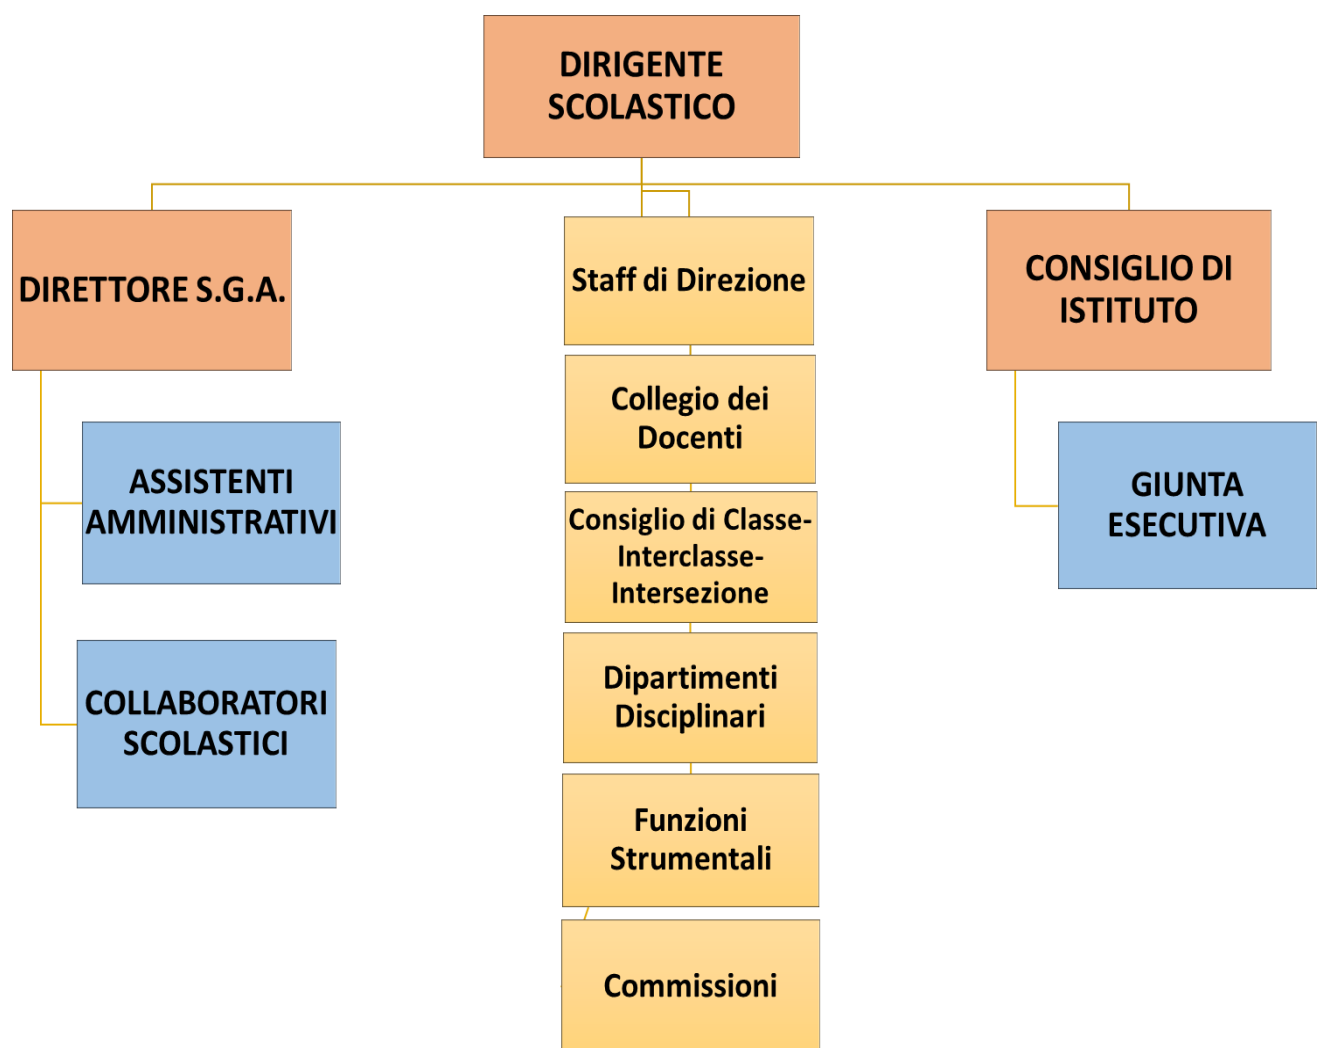 DIRIGENTE
SCOLASTICO
DIRETTORE S.G.A.
Staff di Direzione
CONSIGLIO DI
ISTITUTO
Collegio dei
Docenti
ASSISTENTI
AMMINISTRATIVI
GIUNTA
ESECUTIVA
Consiglio di Classe-
Interclasse-
Intersezione
COLLABORATORI
SCOLASTICI
Dipartimenti
Disciplinari
Funzioni
Strumentali
Commissioni